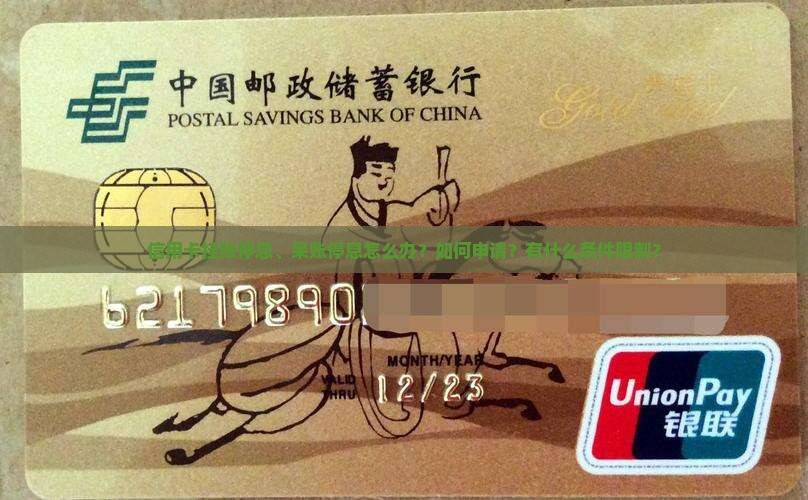 中国邮政储蓄银行
POSTAL SAVINGS BANK OF CHINA
信用卡挂账停息、呆账停息怎么办？如何申请？有什么条件限制？
62179890
MONTH/YEAR
VALID
THRU
12/23
UnionPay
银联